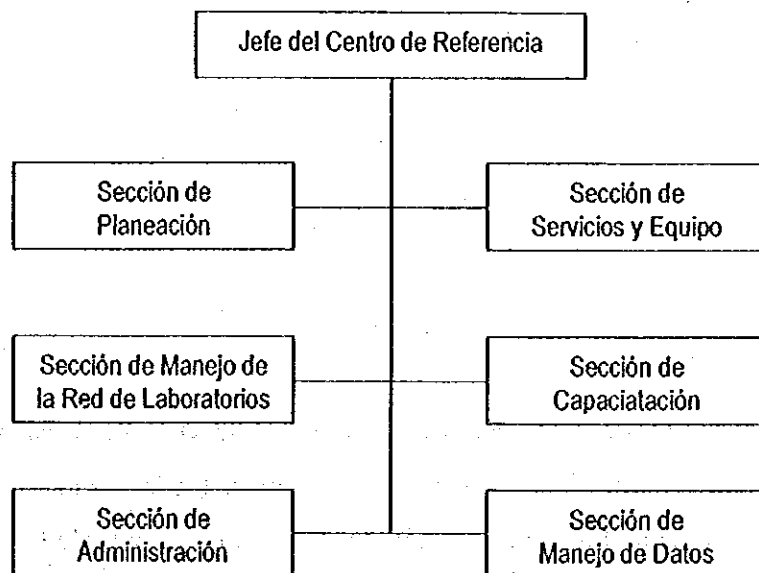 Jefe del Centro de Referencia
Sección de
Planeación
Sección de
Servicios y Equipo
Sección de Manejo de
la Red de Laboratorios
Sección de
Capaciatación
Sección de
Administración
Sección de
Manejo de Datos